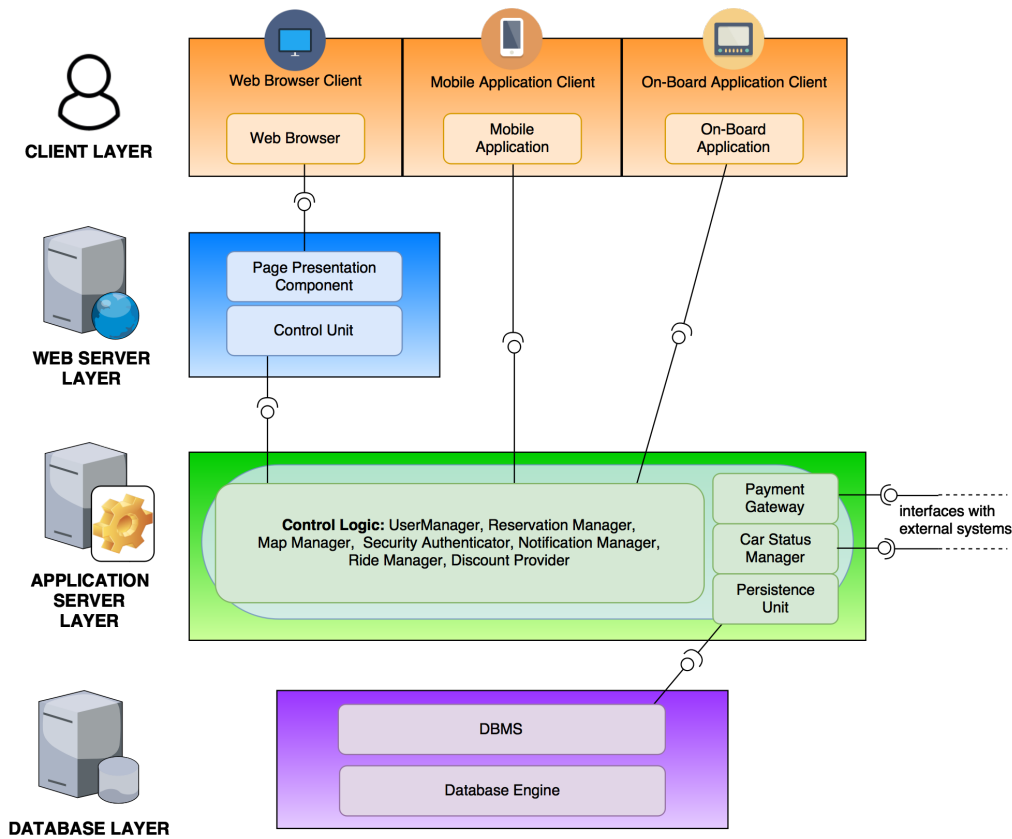 Web Browser Client
Mobile Application Client
On-Board Application Client
Web Browser
Mobile
Application
On-Board
Application
CLIENT LAYER
Page Presentation
Component
Control Unit
WEB SERVER
LAYER
Control Logic: UserManager, Reservation Manager,
Map Manager, Security Authenticator, Notification Manager,
Ride Manager, Discount Provider
Payment
Gateway
Car Status
Manager
Persistence
Unit
interfaces with
external systems
APPLICATION
SERVER
LAYER
DBMS
Database Engine
DATABASE LAYER